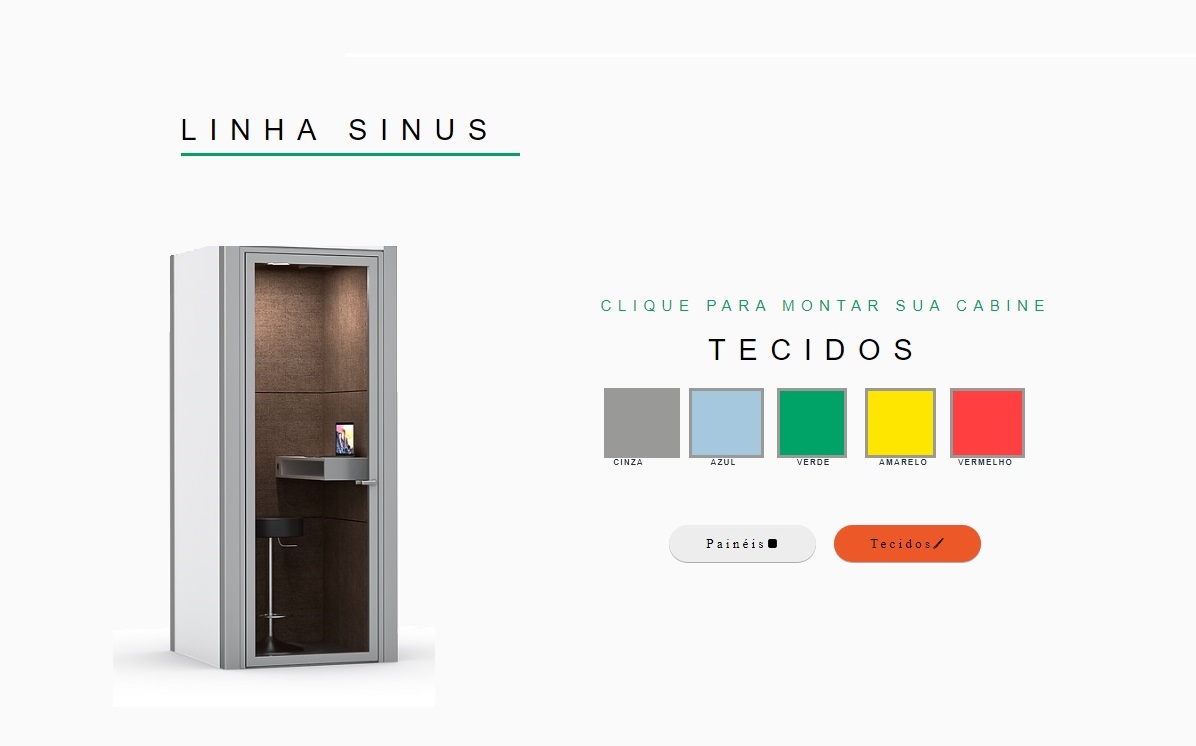 LINHA SINUS
CLIQUE PARA MONTAR SUA CABINE
TECIDOS
CINZA AZUL VERDE AMARELO VERMELHO
Painéis Tecidos